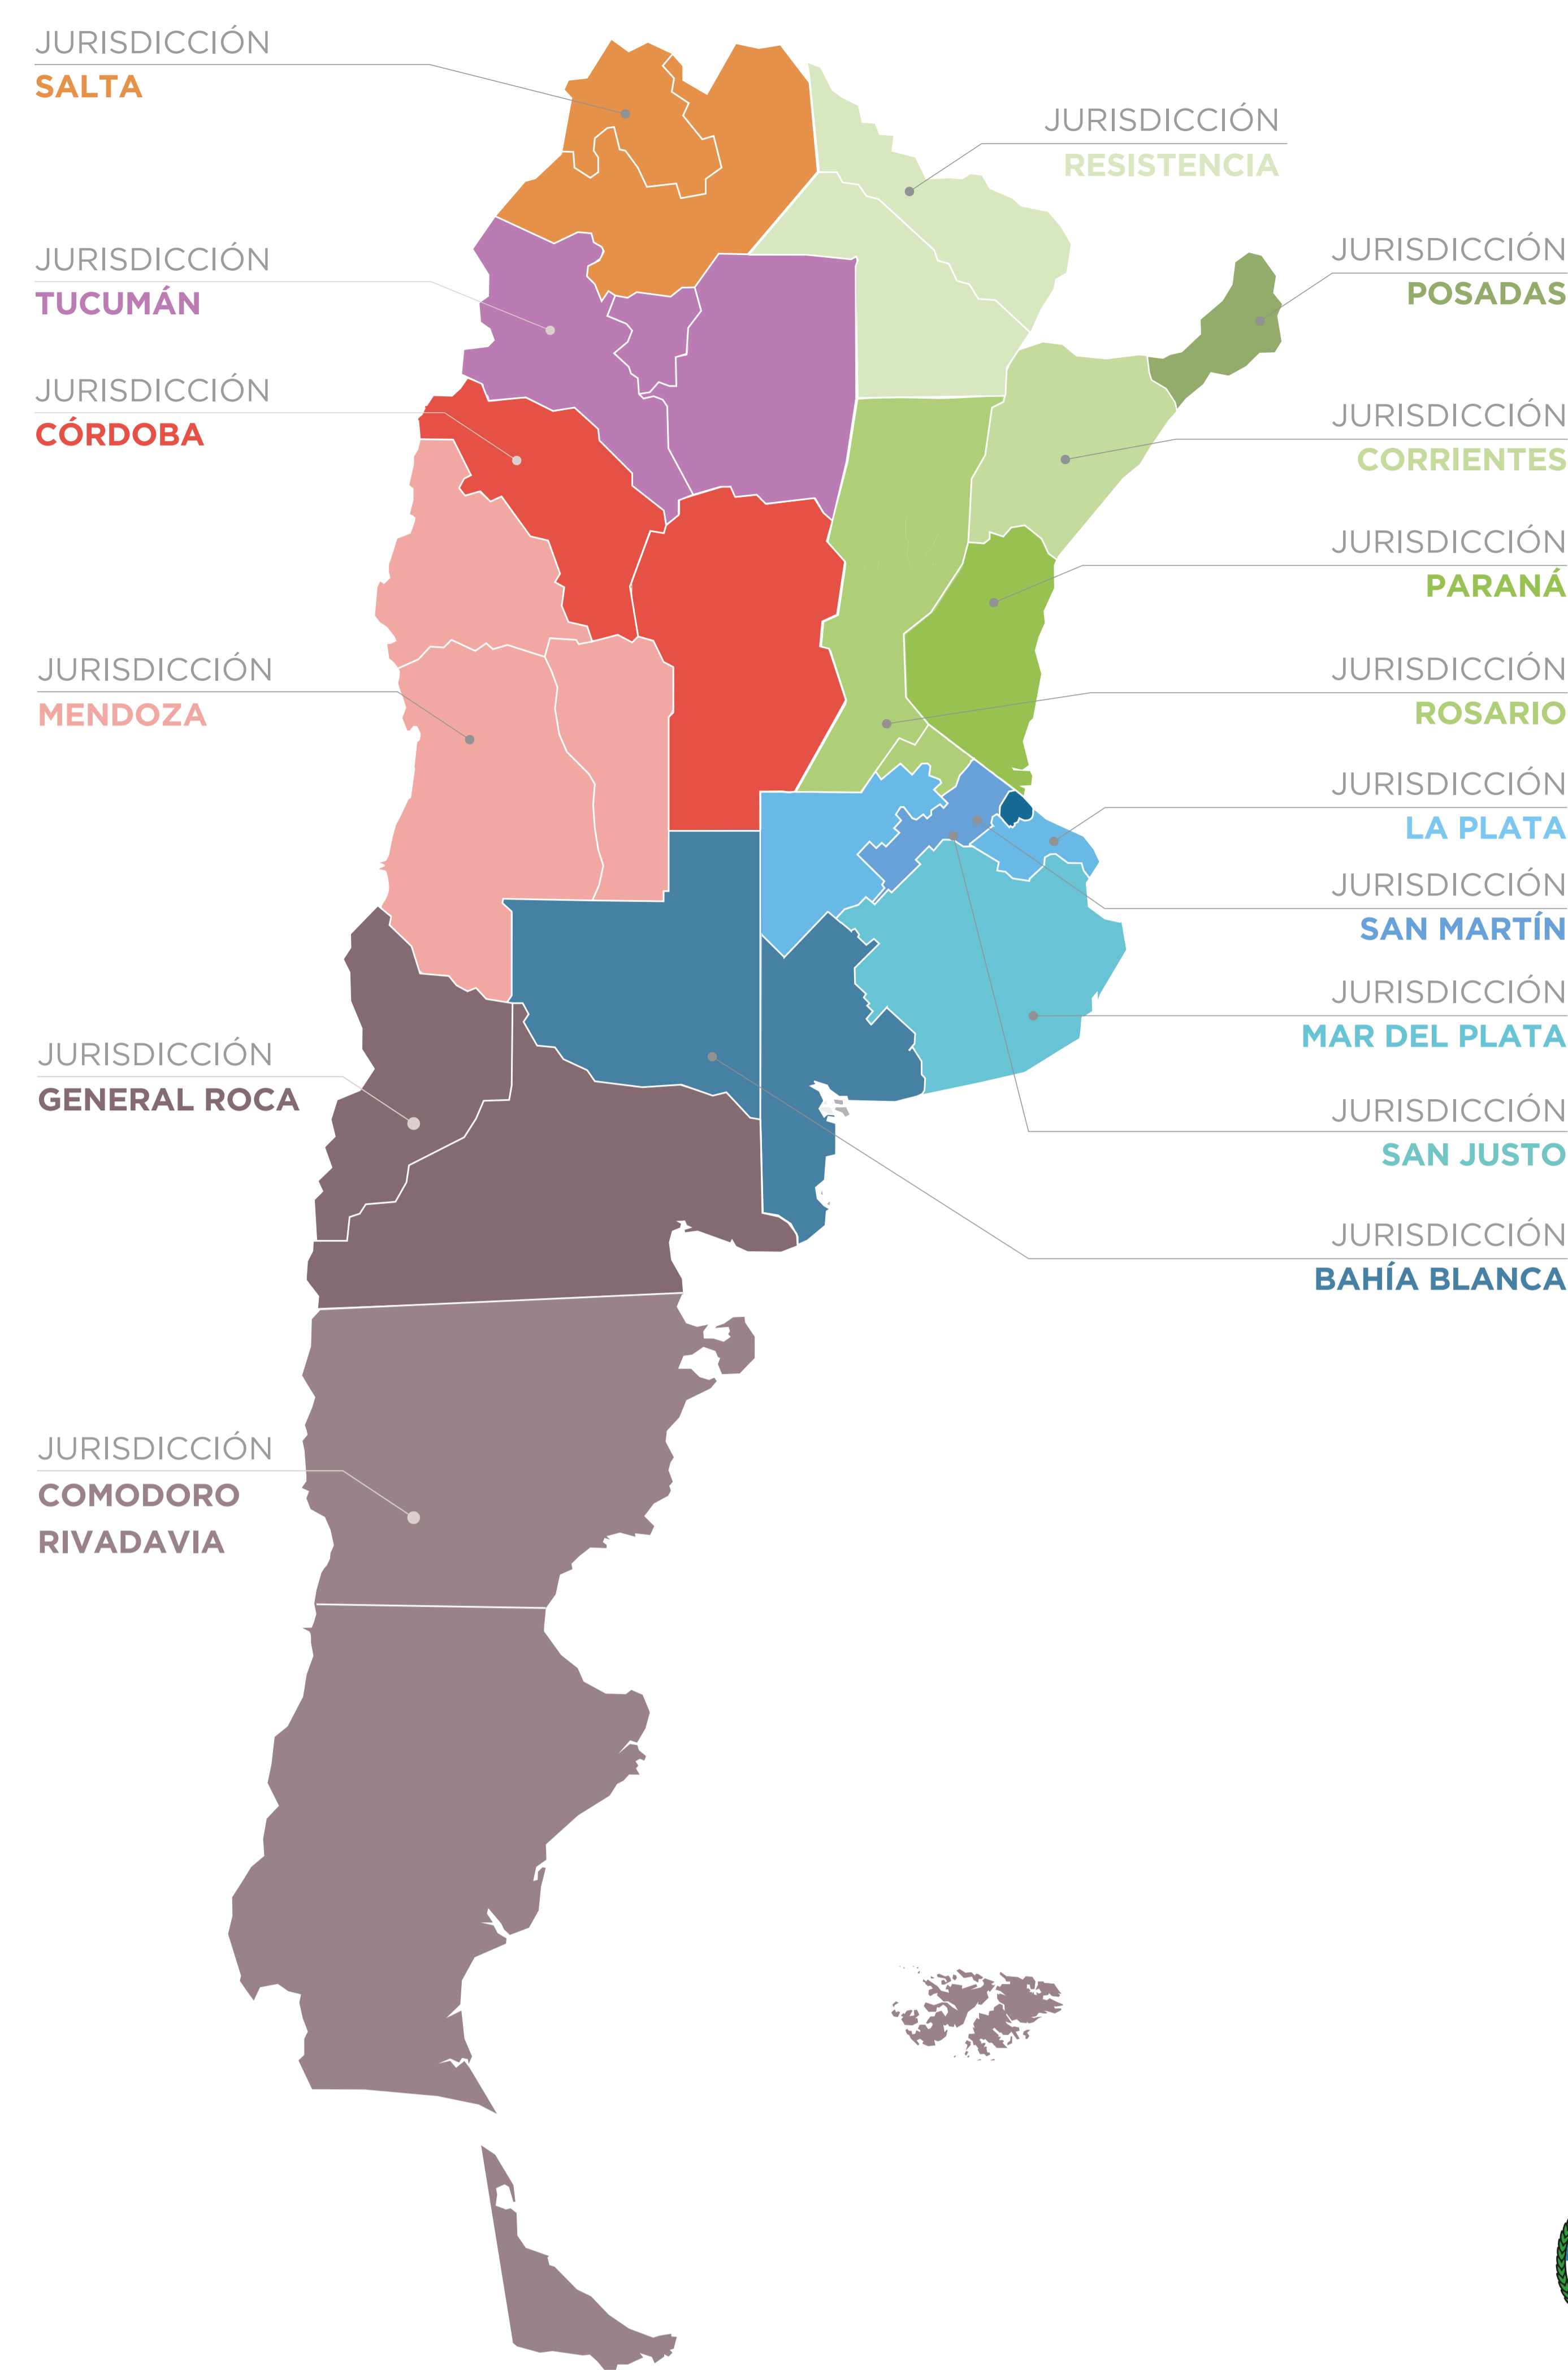 JURISDICCIÓN
SALTA
JURISDICCIÓN
RESISTENCIA
JURISDICCIÓN
POSADAS
JURISDICCIÓN
TUCUMÁN
JURISDICCIÓN
CÓRDOBA
JURISDICCIÓN
CORRIENTES
JURISDICCIÓN
PARANÁ
JURISDICCIÓN
MENDOZA
JURISDICCIÓN
ROSARIO
JURISDICCIÓN
LA PLATA
JURISDICCIÓN
SAN MARTÍN
JURISDICCIÓN
MAR DEL PLATA
JURISDICCIÓN
GENERAL ROCA
JURISDICCIÓN
SAN JUSTO
JURISDICCIÓN
BAHÍA BLANCA
JURISDICCIÓN
COMODORO
RIVADAVIA